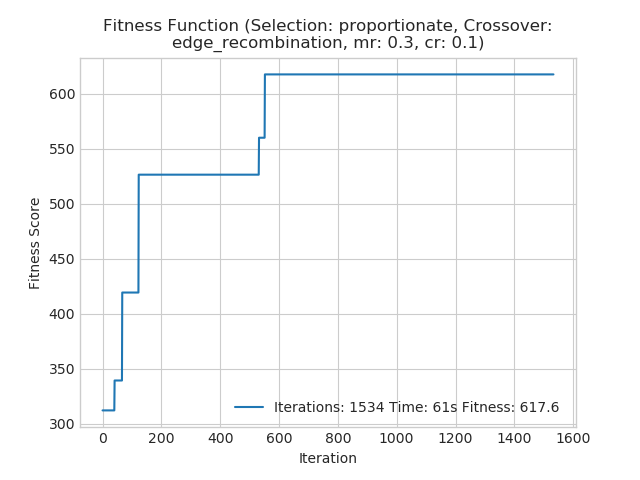 Fitness Function (Selection: proportionate, Crossover:
edge_recombination, mr: 0.3, cr: 0.1)
600
550
500
450
400
350
300
Fitness Score
Iterations: 1534 Time: 61s Fitness: 617.6
0 200 400 600 800 1000 1200 1400 1600
Iteration